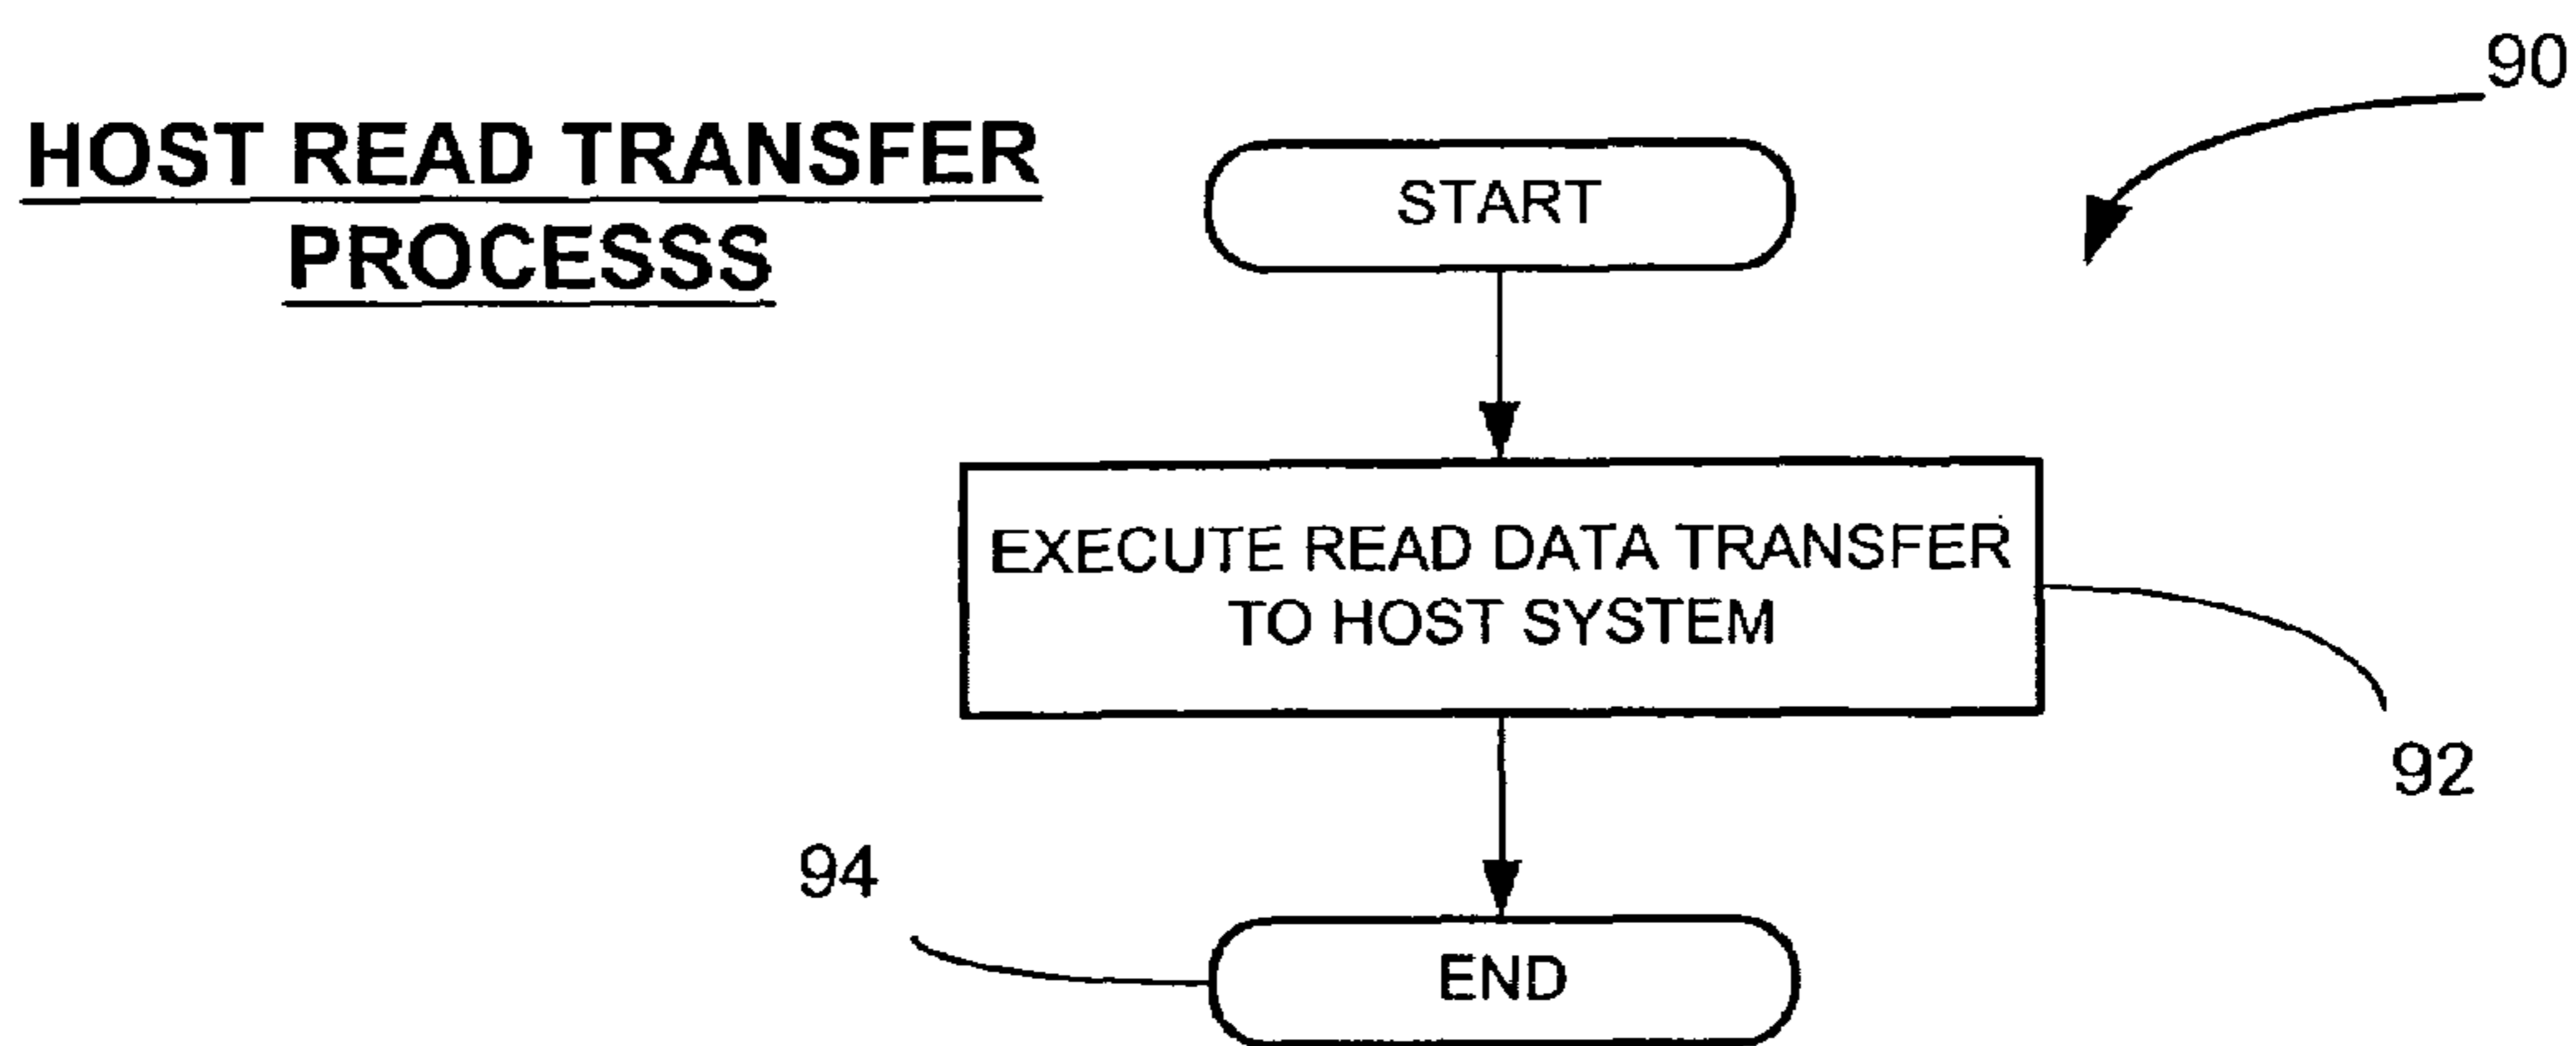 90
HOST READ TRANSFER
PROCESSS
START
EXECUTE READ DATA TRANSFER
TO HOST SYSTEM
92
94
END